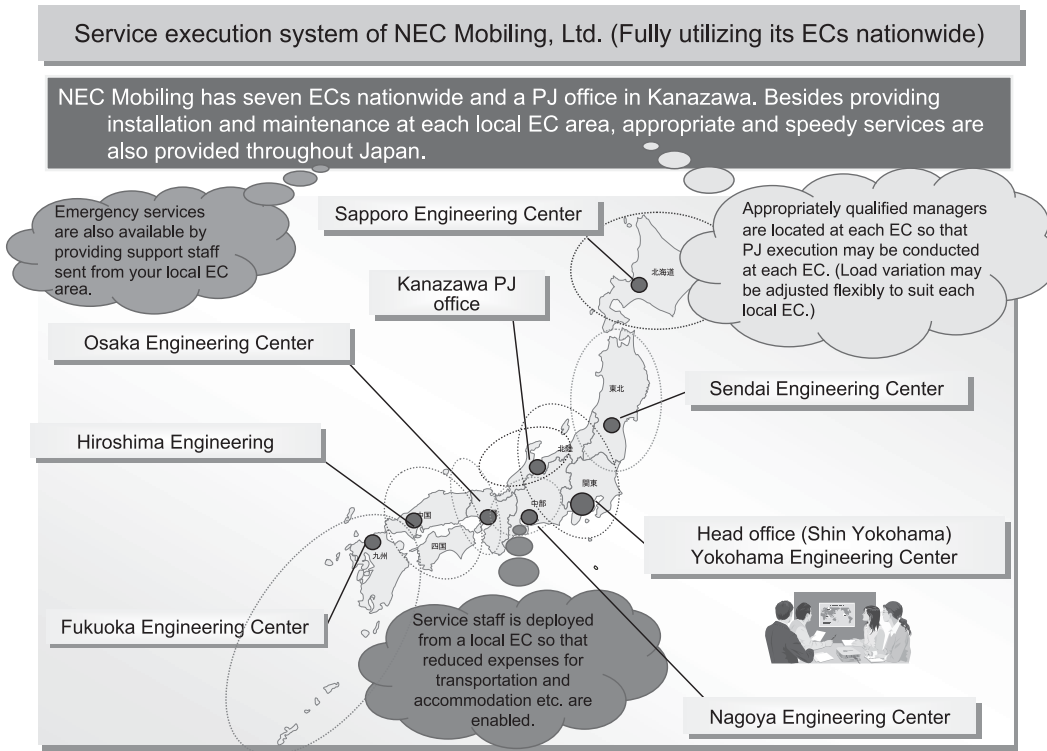 Service execution system of NEC Mobiling, Ltd. (Fully utilizing its ECs nationwide)
NEC Mobiling has seven ECs nationwide and a PJ office in Kanazawa. Besides providing
installation and maintenance at each local EC area, appropriate and speedy services are
also provided throughout Japan.
Emergency services
are also available by
providing support staff
sent from your local EC
area.
Sapporo Engineering Center
Appropriately qualified managers
are located at each EC so that
PJ execution may be conducted
at each EC. (Load variation may
be adjusted flexibly to suit each
local EC.)
北海道
Kanazawa PJ
office
Osaka Engineering Center
東北
Sendai Engineering Center
Hiroshima Engineering
北陸
関東
中部
中国
四国
九州
Head office (Shin Yokohama)
Yokohama Engineering Center
Fukuoka Engineering Center
Service staff is deployed
from a local EC so that
reduced expenses for
transportation and
accommodation etc. are
enabled.
Nagoya Engineering Center